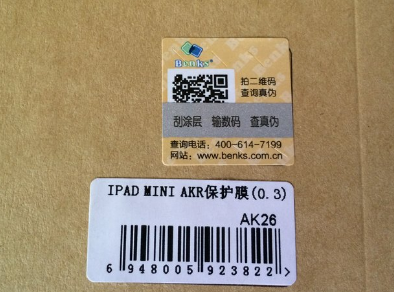 Benks®
拍二维码
查询真伪
刮涂层 输数码 查真伪
查询电话：400-614-7199
网站：www.benks.com.cn
IPAD MINI AKR保护膜(0.3)
AK26
6 948005 923822 >